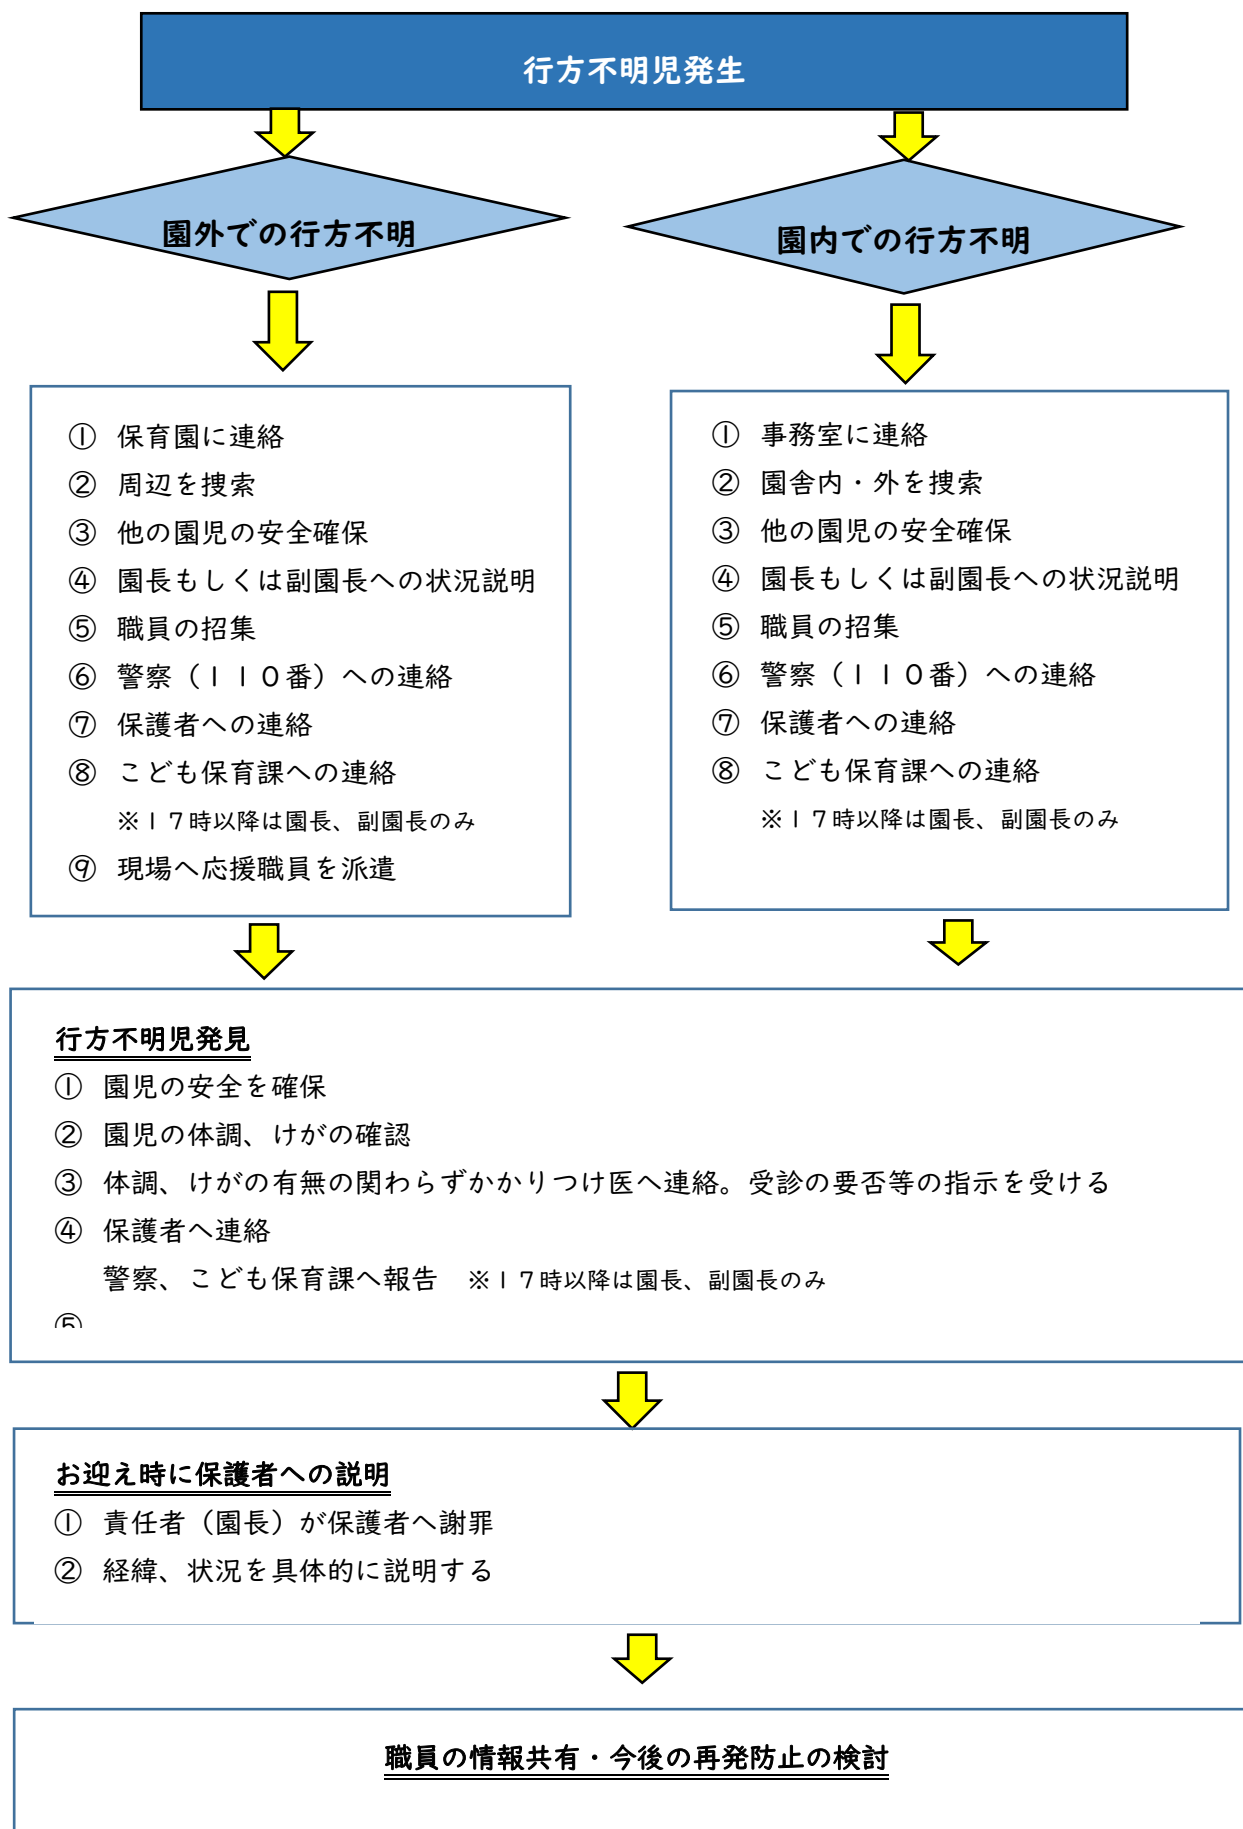 行方不明児発生
園外での行方不明
園内での行方不明
① 保育園に連絡
② 周辺を捜索
③ 他の園児の安全確保
④ 園長もしくは副園長への状況説明
⑤ 職員の招集
⑥ 警察（110番）への連絡
⑦ 保護者への連絡
⑧ こども保育課への連絡
※17時以降は園長、副園長のみ
⑨ 現場へ応援職員を派遣
① 事務室に連絡
② 園舎内・外を捜索
③ 他の園児の安全確保
④ 園長もしくは副園長への状況説明
⑤ 職員の招集
⑥ 警察（110番）への連絡
⑦ 保護者への連絡
⑧ こども保育課への連絡
※17時以降は園長、副園長のみ
行方不明児発見
① 園児の安全を確保
② 園児の体調、けがの確認
③ 体調、けがの有無の関わらずかかりつけ医へ連絡。受診の要否等の指示を受ける
④ 保護者へ連絡
警察、こども保育課へ報告 ※17時以降は園長、副園長のみ
⑤
お迎え時に保護者への説明
① 責任者（園長）が保護者へ謝罪
② 経緯、状況を具体的に説明する
職員の情報共有・今後の再発防止の検討